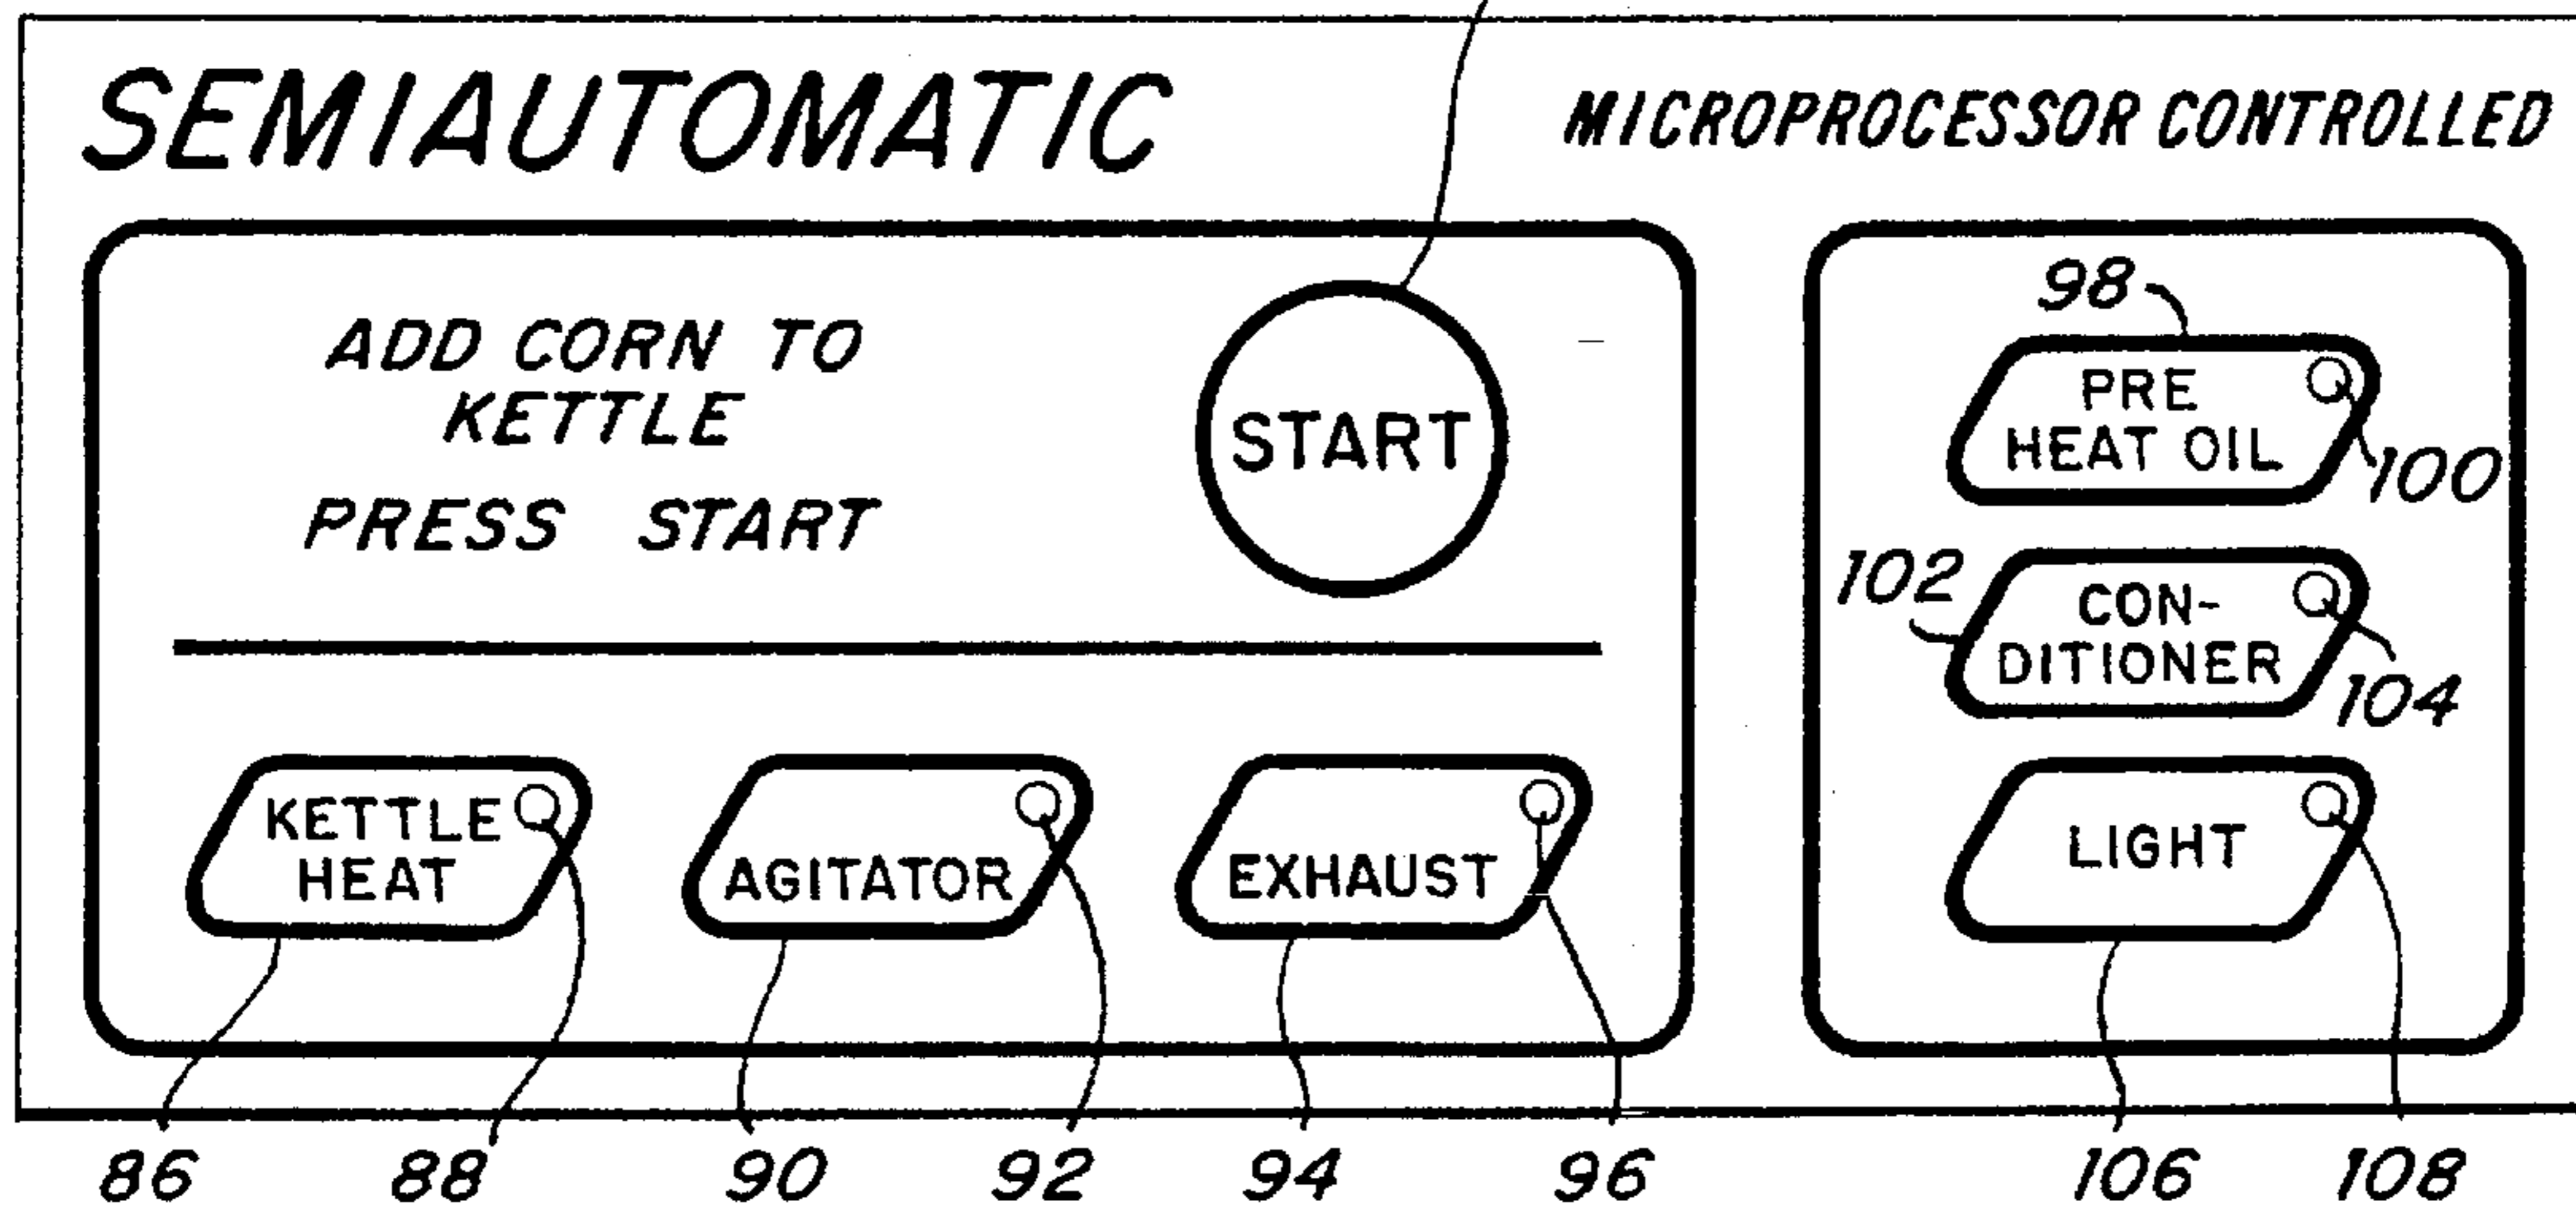 SEMIAUTOMATIC
MICROPROCESSOR CONTROLLED
ADD CORN TO
KETTLE
PRESS START
START
KETTLE
HEAT
AGITATOR
EXHAUST
98
PRE
HEAT OIL
100
102
CON-
DITIONER
104
LIGHT
86 88 90 92 94 96 106 108